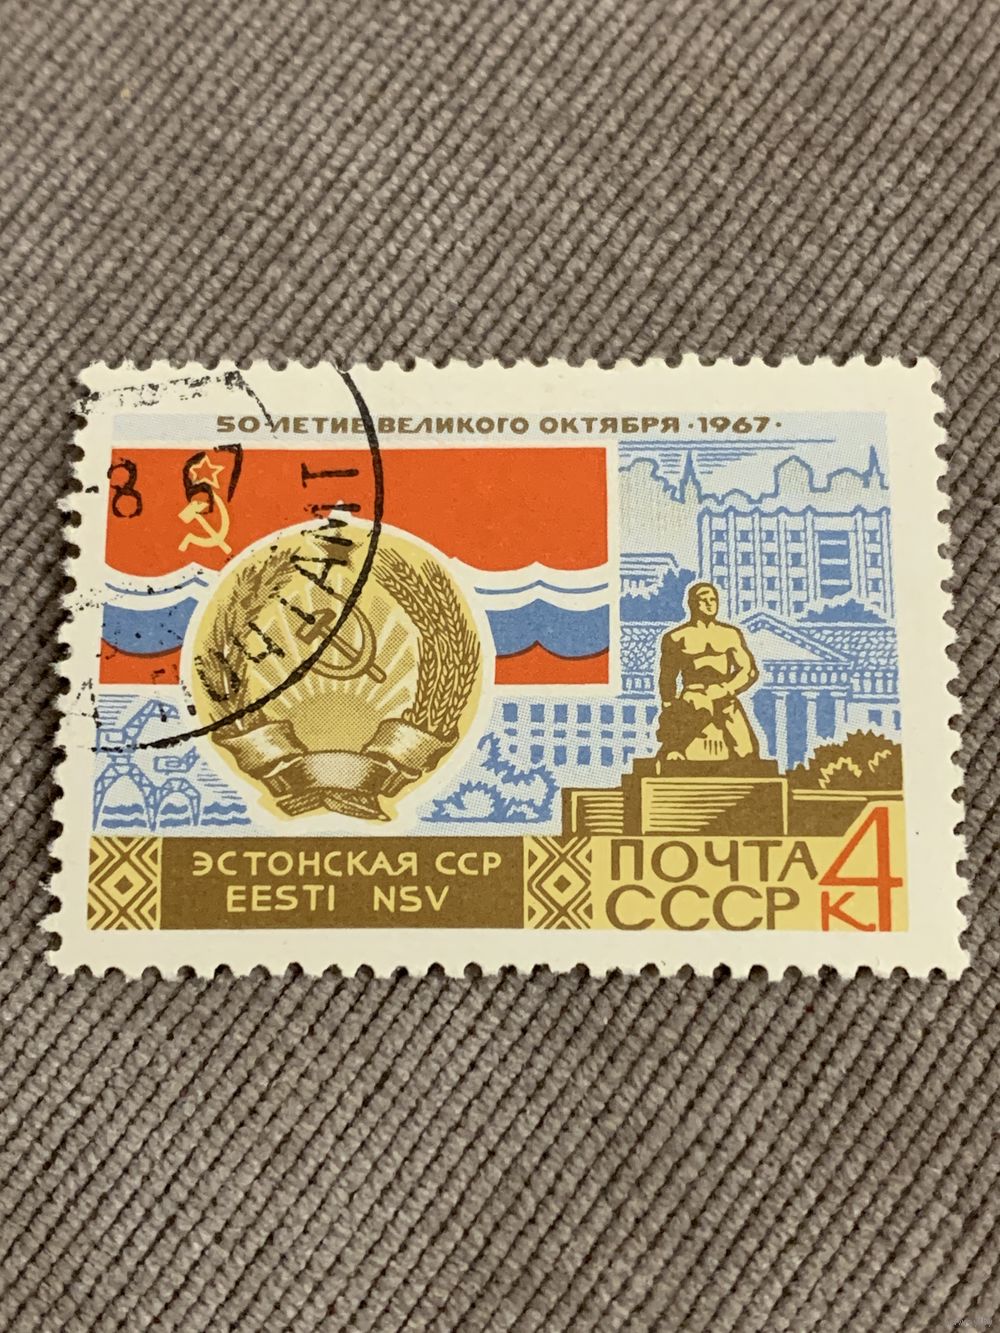 50-ЛЕТИЕ ВЕЛИКОГО ОКТЯБРЯ · 1967 ·
ЭСТОНСКАЯ ССР
EESTI NSV
ПОЧТА
СССР
4
К